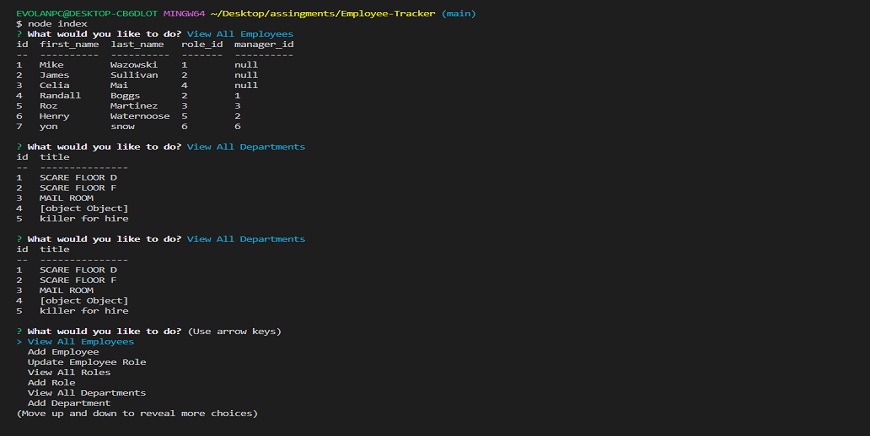 EVOLANPC@DESKTOP-CB6DLOT MINGW64 ~/Desktop/assingments/Employee-Tracker (main)
$ node index
? What would you like to do? View All Employees
id  first_name  last_name   role_id  manager_id
--  ----------  ----------  -------  ----------
1   Mike        Wazowski    1        null
2   James       Sullivan    2        null
3   Celia       Mai         4        null
4   Randall     Boggs       2        1
5   Roz         Martinez    3        3
6   Henry       Waternoose  5        2
7   yon         snow        6        6
? What would you like to do? View All Departments
id  title
--  ---------------
1   SCARE FLOOR D
2   SCARE FLOOR F
3   MAIL ROOM
4   [object Object]
5   killer for hire
? What would you like to do? View All Departments
id  title
--  ---------------
1   SCARE FLOOR D
2   SCARE FLOOR F
3   MAIL ROOM
4   [object Object]
5   killer for hire
? What would you like to do? (Use arrow keys)
> View All Employees
  Add Employee
  Update Employee Role
  View All Roles
  Add Role
  View All Departments
  Add Department
(Move up and down to reveal more choices)